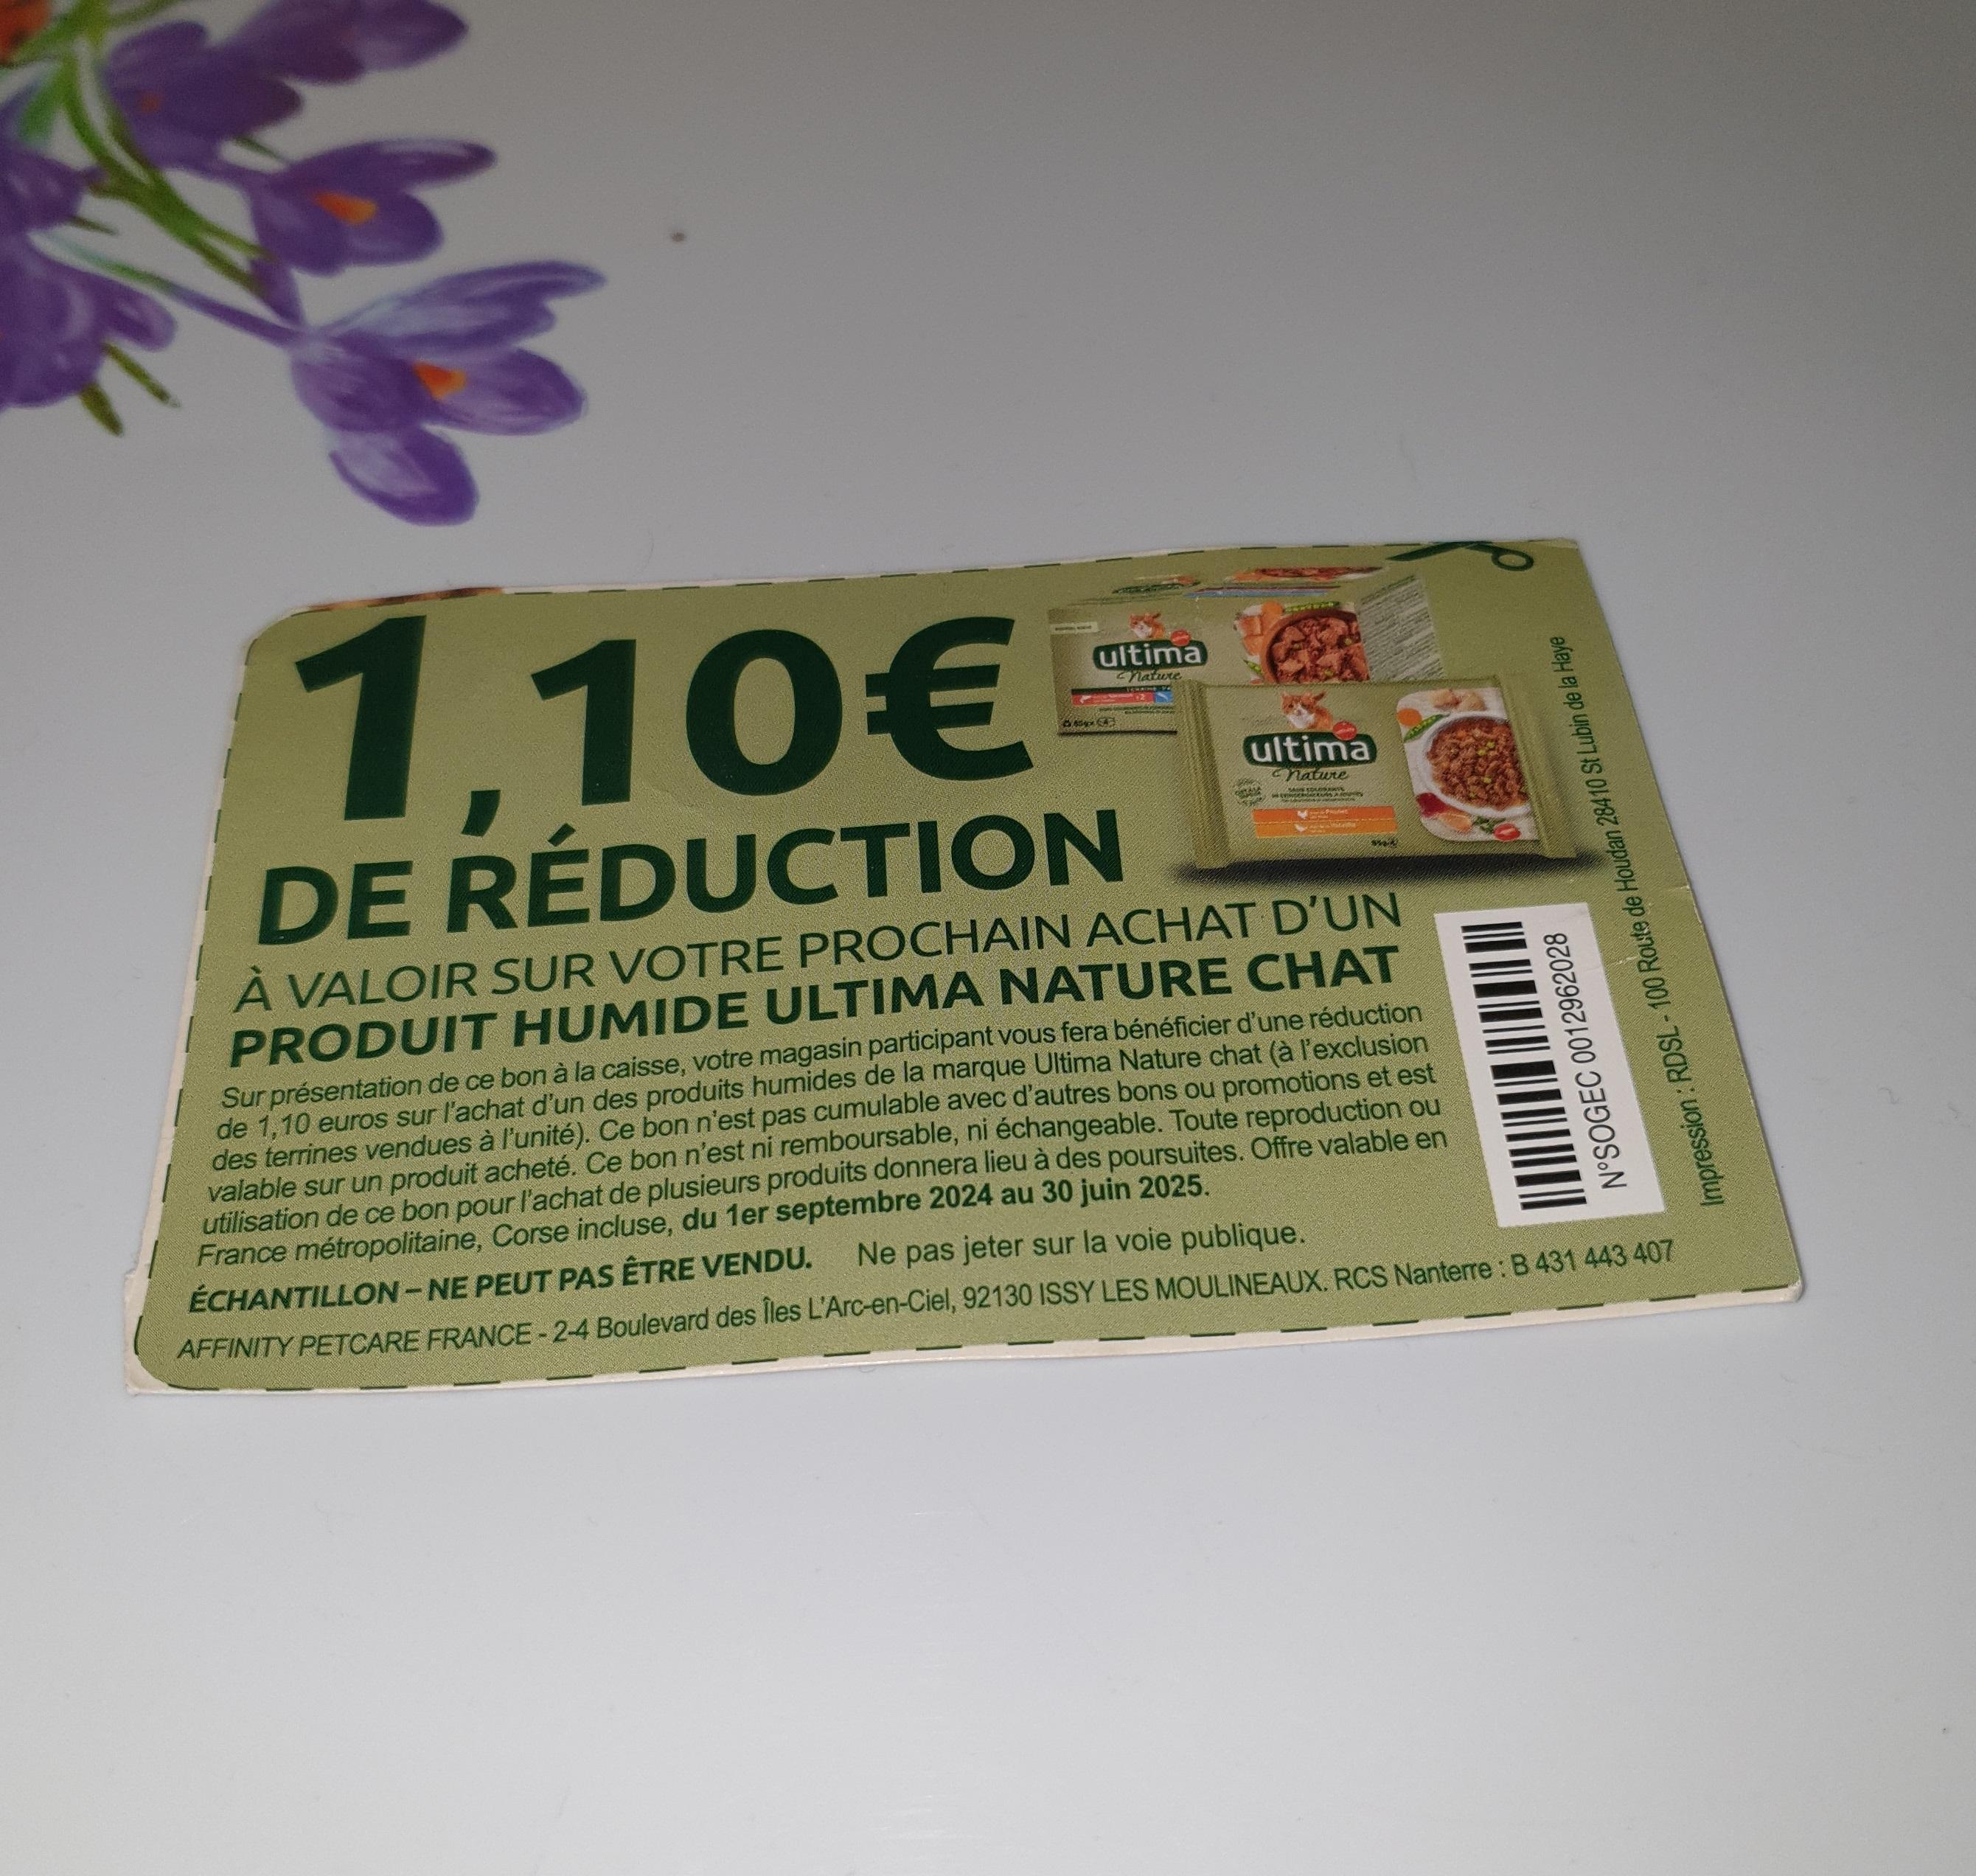 1,10€
DE RÉDUCTION
À VALOIR SUR VOTRE PROCHAIN ACHAT D'UN
PRODUIT HUMIDE ULTIMA NATURE CHAT
Sur présentation de ce bon à la caisse, votre magasin participant vous fera bénéficier d'une réduction
de 1,10 euros sur l'achat d'un des produits humides de la marque Ultima Nature chat (à l'exclusion
des terrines vendues à l'unité). Ce bon n'est pas cumulable avec d'autres bons ou promotions et est
valable sur un produit acheté. Ce bon n'est ni remboursable, ni échangeable. Toute reproduction ou
utilisation de ce bon pour l'achat de plusieurs produits donnera lieu à des poursuites. Offre valable en
France métropolitaine, Corse incluse, du 1er septembre 2024 au 30 juin 2025.
ÉCHANTILLON – NE PEUT PAS ÊTRE VENDU. Ne pas jeter sur la voie publique.
AFFINITY PETCARE FRANCE - 2-4 Boulevard des Îles L'Arc-en-Ciel, 92130 ISSY LES MOULINEAUX. RCS Nanterre : B 431 443 407
ultima
Nature
ultima
Nature
N°SOGEC 0012962028
Impression : RDSL - 100 Route de Houdan 28410 St Lubin de la Haye